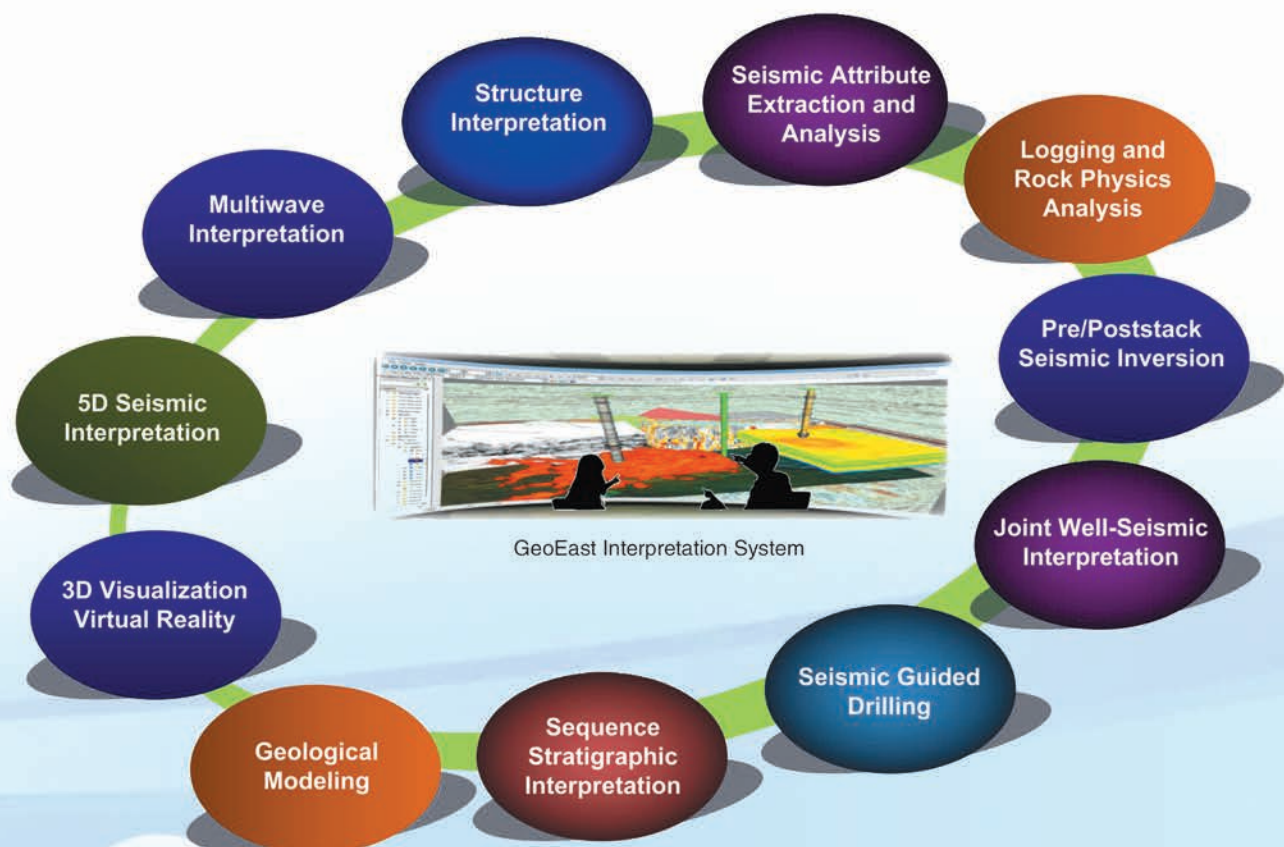 Structure
Interpretation
Seismic Attribute
Extraction and
Analysis
Logging and
Rock Physics
Analysis
Multiwave
Interpretation
Pre/Poststack
Seismic Inversion
5D Seismic
Interpretation
GeoEast Interpretation System
Joint Well-Seismic
Interpretation
3D Visualization
Virtual Reality
Seismic Guided
Drilling
Sequence
Stratigraphic
Interpretation
Geological
Modeling